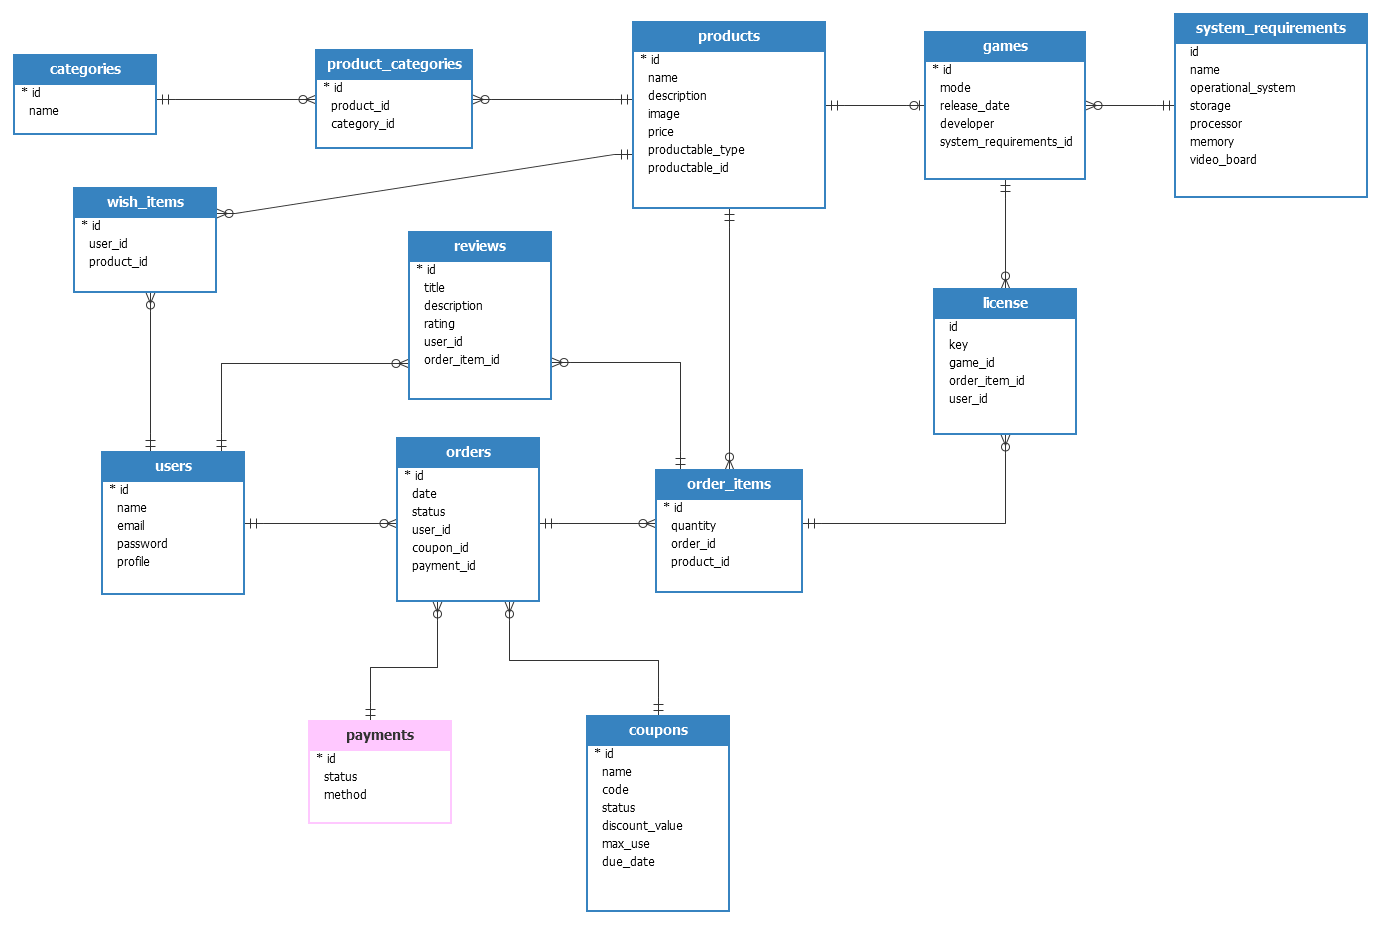 categories
* id
name
product_categories
* id
product_id
category_id
products
* id
name
description
image
price
productable_type
productable_id
games
* id
mode
release_date
developer
system_requirements_id
system_requirements
id
name
operational_system
storage
processor
memory
video_board
wish_items
* id
user_id
product_id
reviews
* id
title
description
rating
user_id
order_item_id
license
id
key
game_id
order_item_id
user_id
users
* id
name
email
password
profile
orders
* id
date
status
user_id
coupon_id
payment_id
order_items
* id
quantity
order_id
product_id
payments
* id
status
method
coupons
* id
name
code
status
discount_value
max_use
due_date